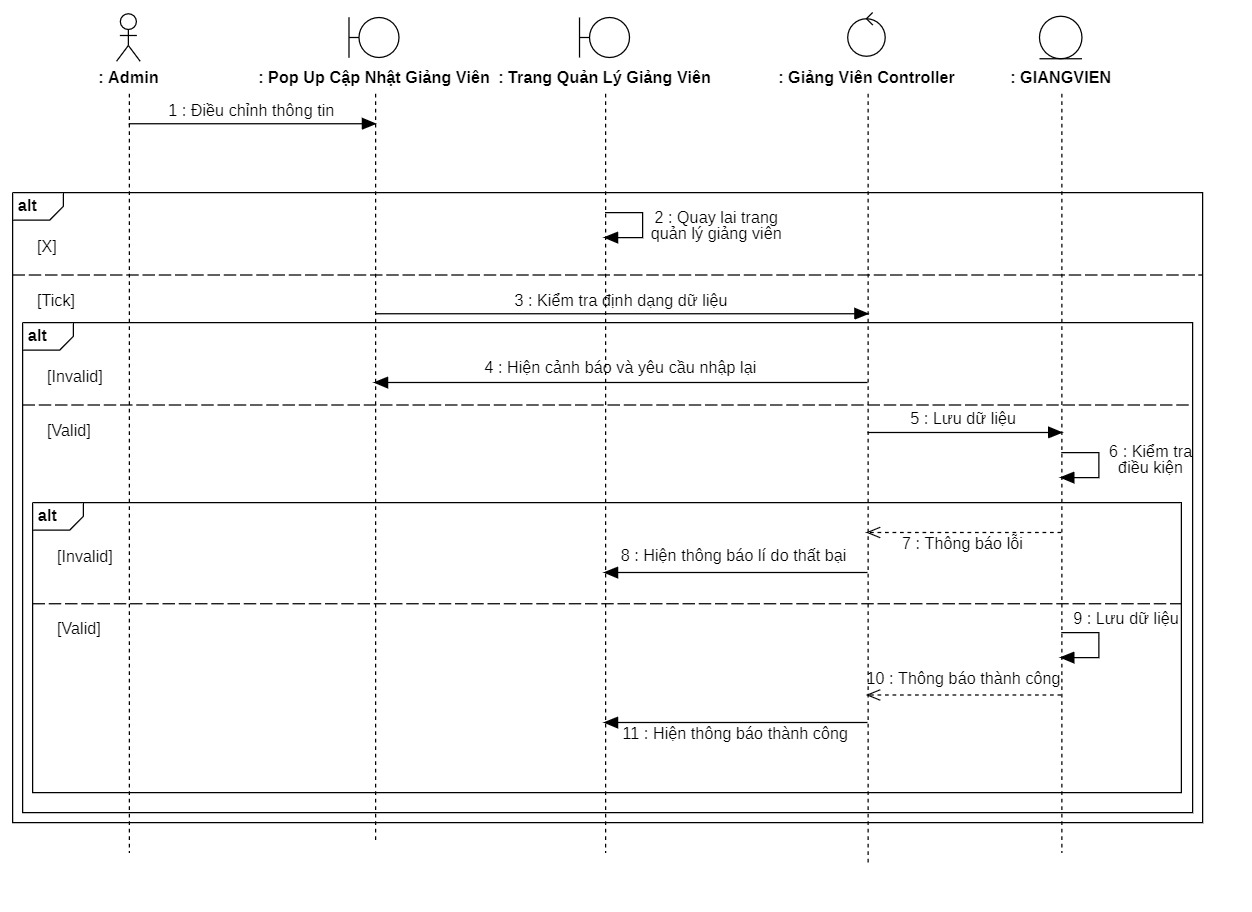 : Admin
: Pop Up Cập Nhật Giảng Viên
: Trang Quản Lý Giảng Viên
: Giảng Viên Controller
: GIANGVIEN
1 : Điều chỉnh thông tin
alt
2 : Quay lại trang
quản lý giảng viên
[X]
[Tick]
3 : Kiểm tra định dạng dữ liệu
alt
4 : Hiện cảnh báo và yêu cầu nhập lại
[Invalid]
5 : Lưu dữ liệu
[Valid]
6 : Kiểm tra
điều kiện
alt
7 : Thông báo lỗi
8 : Hiện thông báo lí do thất bại
[Invalid]
9 : Lưu dữ liệu
[Valid]
10 : Thông báo thành công
11 : Hiện thông báo thành công